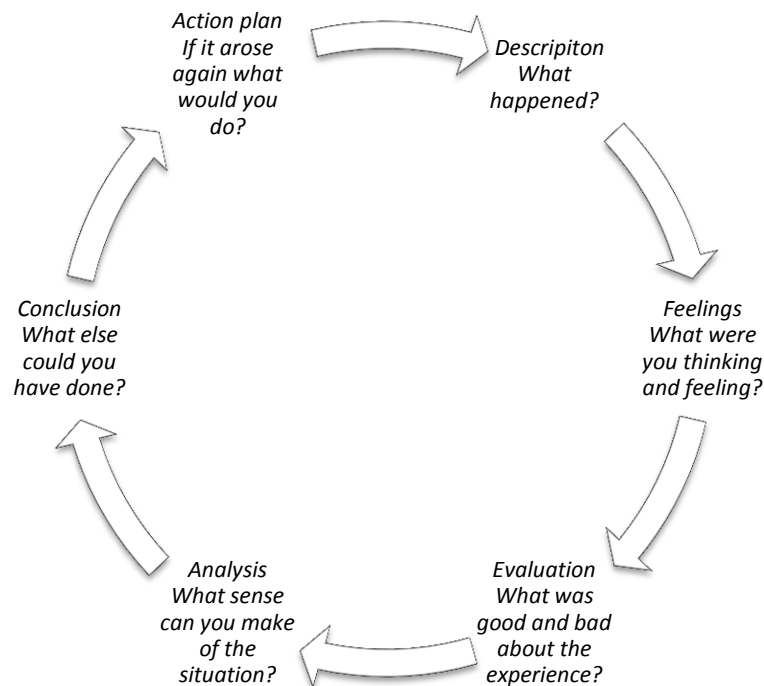 Action plan
If it arose
again what
would you
do?
Descripiton
What
happened?
Feelings
What were
you thinking
and feeling?
Evaluation
What was
good and bad
about the
experience?
Analysis
What sense
can you make
of the
situation?
Conclusion
What else
could you
have done?